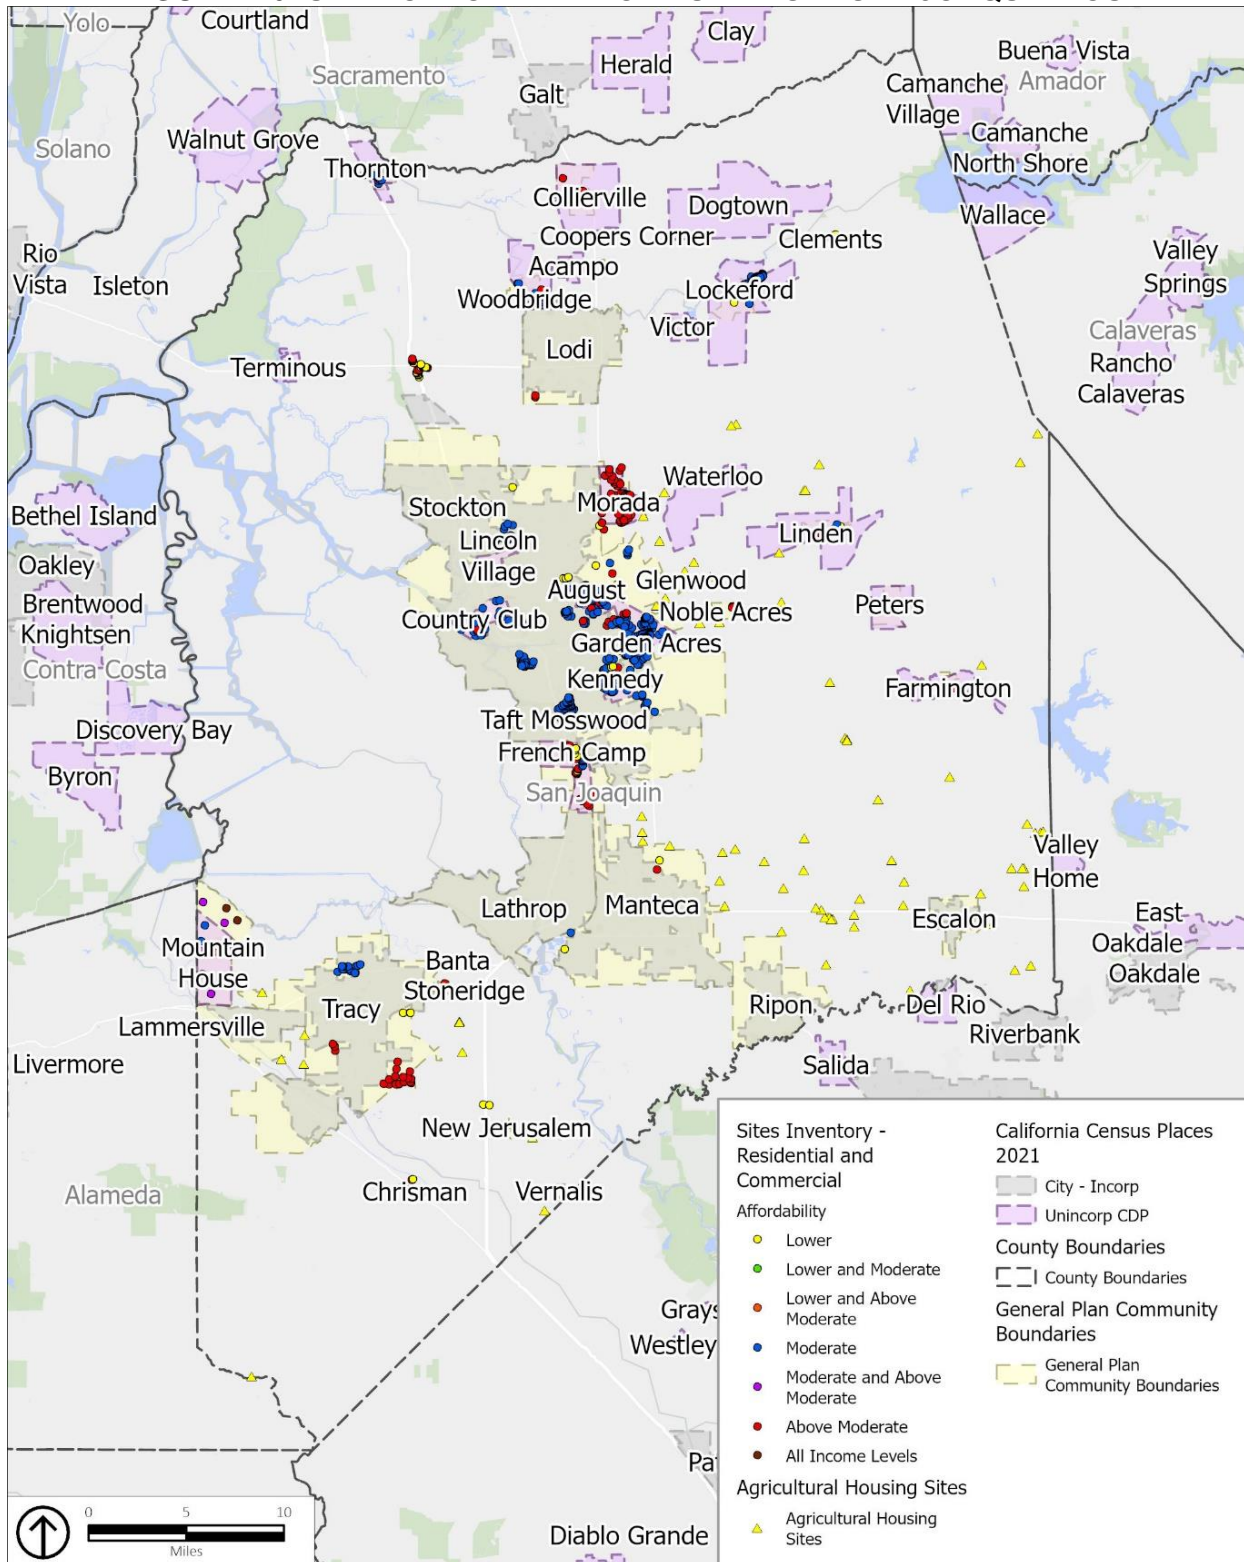 Yolo
Courtland
Clay
Buena Vista
Amador
Herald
Sacramento
Galt
Camanche
Village
Camanche
North Shore
Walnut Grove
Solano
Thornton
Collierville
Dogtown
Wallace
Coopers Corner
Clements
Valley
Springs
Rio
Vista
Isleton
Acampo
Woodbridge
Lockeford
Victor
Calaveras
Rancho
Calaveras
Lodi
Terminous
Waterloo
Morada
Stockton
Bethel Island
Linden
Lincoln
Village
Oakley
Brentwood
Knightsen
August
Glenwood
Noble Acres
Peters
Country Club
Garden Acres
Contra Costa
Kennedy
Farmington
Discovery Bay
Taft Mosswood
French Camp
Byron
San Joaquin
Valley
Home
Lathrop
Manteca
Escalon
East
Oakdale
Oakdale
Mountain
House
Banta
Stoneridge
Tracy
Ripon
Del Rio
Lammersville
Riverbank
Livermore
Salida
New Jerusalem
Alameda
Chrisman
Vernalis
Grays
Westley
Pa
Diablo Grande
Sites Inventory -
Residential and
Commercial
Affordability
Lower
Lower and Moderate
Lower and Above
Moderate
Moderate
Moderate and Above
Moderate
Above Moderate
All Income Levels
Agricultural Housing Sites
Agricultural Housing
Sites
California Census Places
2021
City - Incorp
Unincorp CDP
County Boundaries
County Boundaries
General Plan Community
Boundaries
General Plan
Community Boundaries
0 5 10
Miles